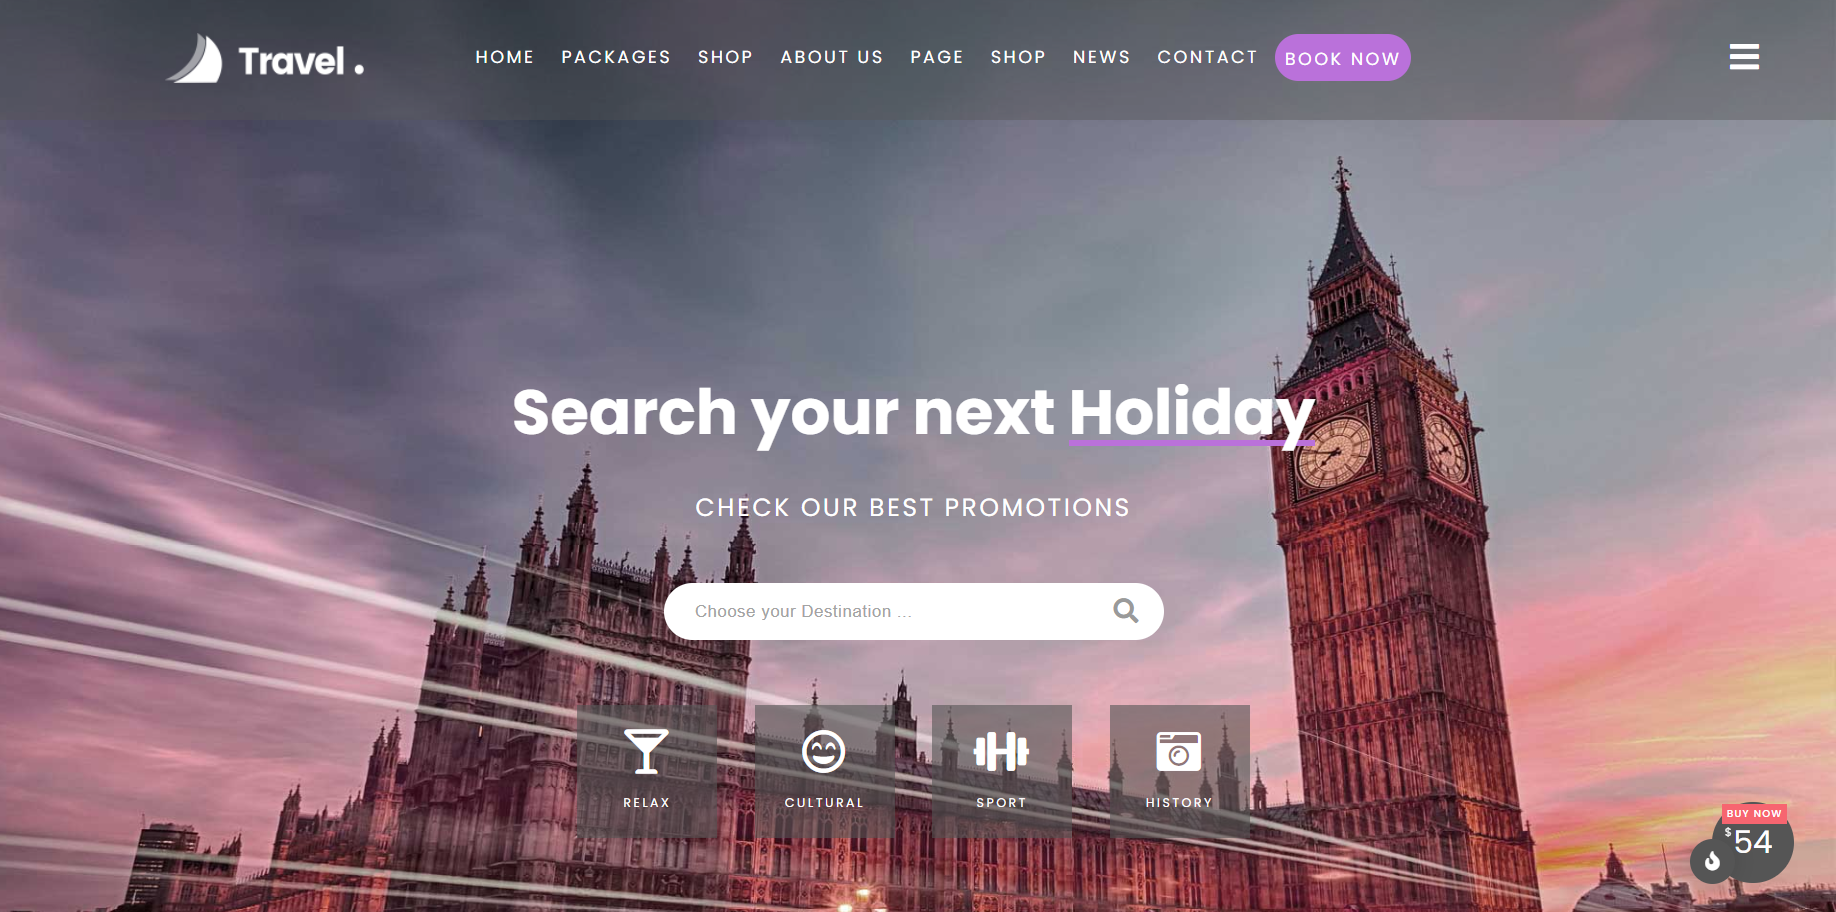 Travel .
HOME PACKAGES SHOP ABOUT US PAGE SHOP NEWS CONTACT BOOK NOW
Search your next Holiday
CHECK OUR BEST PROMOTIONS
Choose your Destination ...
RELAX CULTURAL SPORT HISTORY
BUY NOW
$54